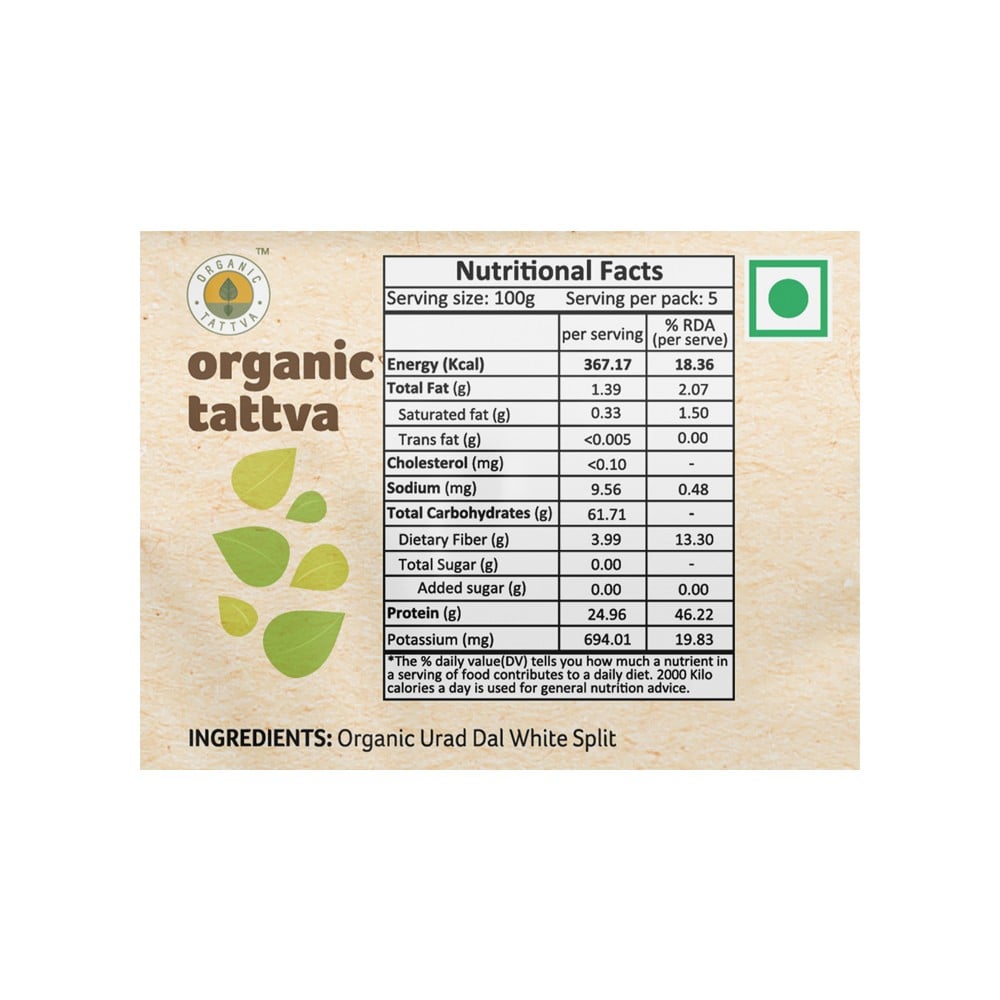 TM
ORGANIC
TATTVA
organic
tattva
Nutritional Facts
Serving size: 100g Serving per pack: 5
per serving % RDA (per serve)
Energy (Kcal) 367.17 18.36
Total Fat (g) 1.39 2.07
Saturated fat (g) 0.33 1.50
Trans fat (g) <0.005 0.00
Cholesterol (mg) <0.10 -
Sodium (mg) 9.56 0.48
Total Carbohydrates (g) 61.71 -
Dietary Fiber (g) 3.99 13.30
Total Sugar (g) 0.00 -
Added sugar (g) 0.00 0.00
Protein (g) 24.96 46.22
Potassium (mg) 694.01 19.83
*The % daily value(DV) tells you how much a nutrient in
a serving of food contributes to a daily diet. 2000 Kilo
calories a day is used for general nutrition advice.
INGREDIENTS: Organic Urad Dal White Split